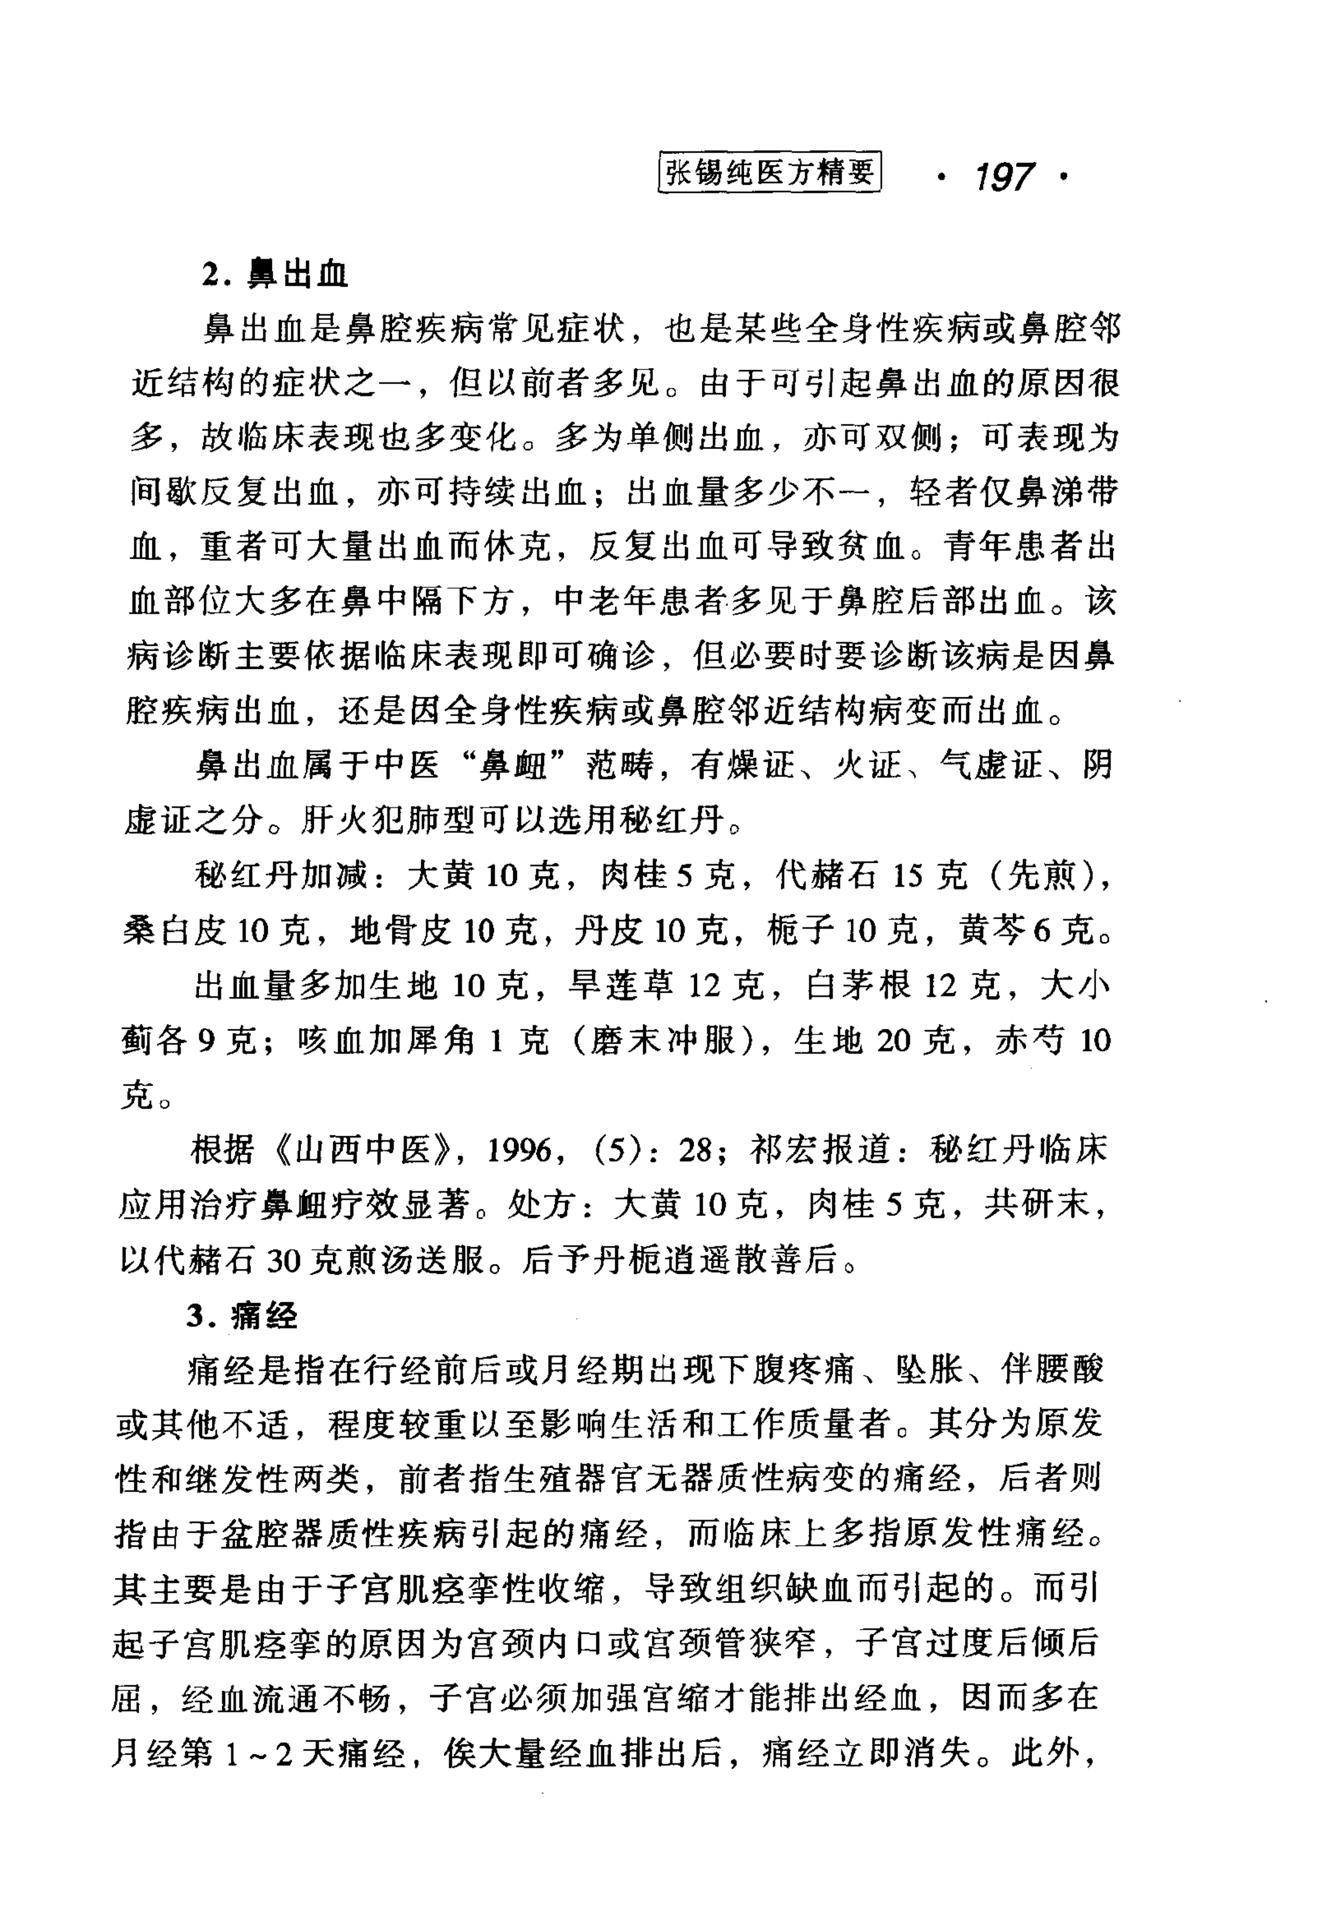 张锡纯医方精要 · 197 ·
2. 鼻出血
鼻出血是鼻腔疾病常见症状，也是某些全身性疾病或鼻腔邻
近结构的症状之一，但以前者多见。由于可引起鼻出血的原因很
多，故临床表现也多变化。多为单侧出血，亦可双侧；可表现为
间歇反复出血，亦可持续出血；出血量多少不一，轻者仅鼻涕带
血，重者可大量出血而休克，反复出血可导致贫血。青年患者出
血部位大多在鼻中隔下方，中老年患者多见于鼻腔后部出血。该
病诊断主要依据临床表现即可确诊，但必要时要诊断该病是因鼻
腔疾病出血，还是因全身性疾病或鼻腔邻近结构病变而出血。
鼻出血属于中医“鼻衄”范畴，有燥证、火证、气虚证、阴
虚证之分。肝火犯肺型可以选用秘红丹。
秘红丹加减：大黄 10 克，肉桂 5 克，代赭石 15 克（先煎），
桑白皮 10 克，地骨皮 10 克，丹皮 10 克，栀子 10 克，黄芩 6 克。
出血量多加生地 10 克，旱莲草 12 克，白茅根 12 克，大小
蓟各 9 克；咳血加犀角 1 克（磨末冲服），生地 20 克，赤芍 10
克。
根据《山西中医》，1996，(5)：28；祁宏报道：秘红丹临床
应用治疗鼻衄疗效显著。处方：大黄 10 克，肉桂 5 克，共研末，
以代赭石 30 克煎汤送服。后予丹栀逍遥散善后。
3. 痛经
痛经是指在行经前后或月经期出现下腹疼痛、坠胀、伴腰酸
或其他不适，程度较重以至影响生活和工作质量者。其分为原发
性和继发性两类，前者指生殖器官无器质性病变的痛经，后者则
指由于盆腔器质性疾病引起的痛经，而临床上多指原发性痛经。
其主要是由于子宫肌痉挛性收缩，导致组织缺血而引起的。而引
起子宫肌痉挛的原因为宫颈内口或宫颈管狭窄，子宫过度后倾后
屈，经血流通不畅，子宫必须加强宫缩才能排出经血，因而多在
月经第 1～2 天痛经，俟大量经血排出后，痛经立即消失。此外，